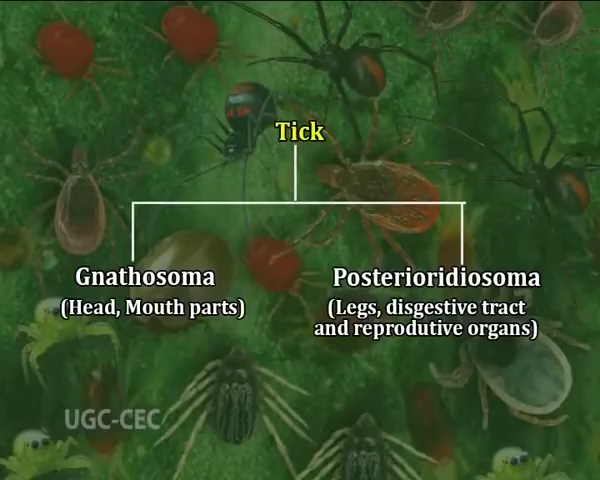 Tick
Gnathosoma
Posterioridiosoma
(Head, Mouth parts)
(Legs, disgestive tract
and reprodutive organs)
UGC-CEC